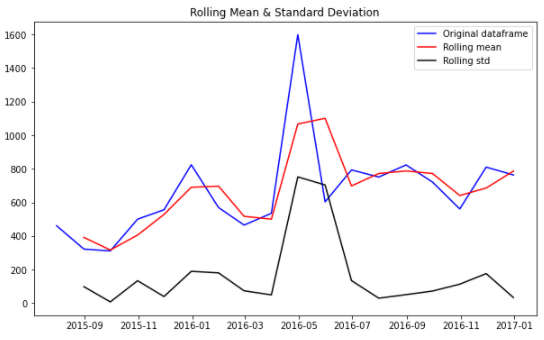 Rolling Mean & Standard Deviation
Original dataframe
Rolling mean
Rolling std
1600
1400
1200
1000
800
600
400
200
0
2015-09 2015-11 2016-01 2016-03 2016-05 2016-07 2016-09 2016-11 2017-01